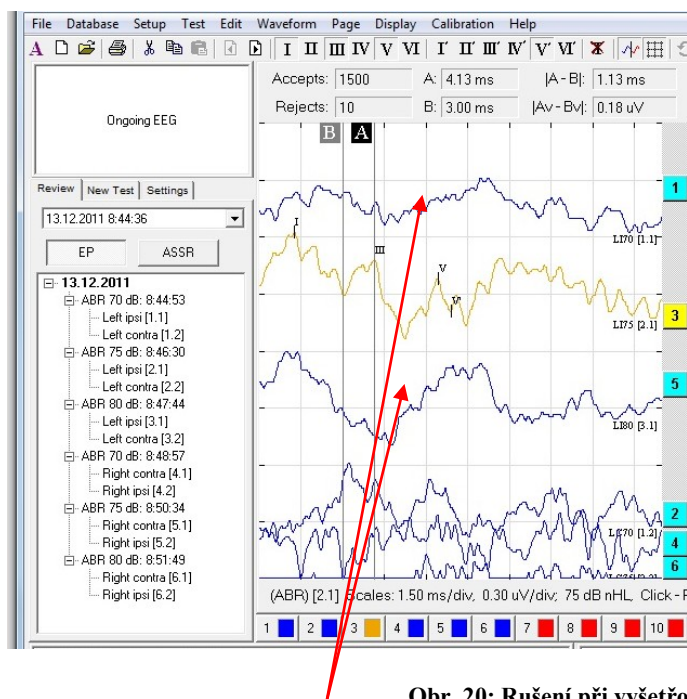 File Database Setup Test Edit Waveform Page Display Calibration Help
A I II III IV V VI I' II' III' IV' V' VI'
Accepts: 1500 A: 4.13 ms |A - B|: 1.13 ms
Rejects: 10 B: 3.00 ms |Av - Bv|: 0.18 uV
Ongoing EEG
B A
Review New Test Settings
13.12.2011 8:44:36
EP ASSR
13.12.2011
ABR 70 dB: 8:44:53
Left ipsi [1.1]
Left contra [1.2]
ABR 75 dB: 8:46:30
Left ipsi [2.1]
Left contra [2.2]
ABR 80 dB: 8:47:44
Left ipsi [3.1]
Left contra [3.2]
ABR 70 dB: 8:48:57
Right contra [4.1]
Right ipsi [4.2]
ABR 75 dB: 8:50:34
Right contra [5.1]
Right ipsi [5.2]
ABR 80 dB: 8:51:49
Right contra [6.1]
Right ipsi [6.2]
1
LI70 [1.1]
I
III
V
V'
3
LI75 [2.1]
5
LI80 [3.1]
2
LC70 [1.2]
4
6
(ABR) [2.1] Scales: 1.50 ms/div, 0.30 uV/div; 75 dB nHL, Click - 
1 2 3 4 5 6 7 8 9 10
Obr. 20: Rušení při vyšetřo